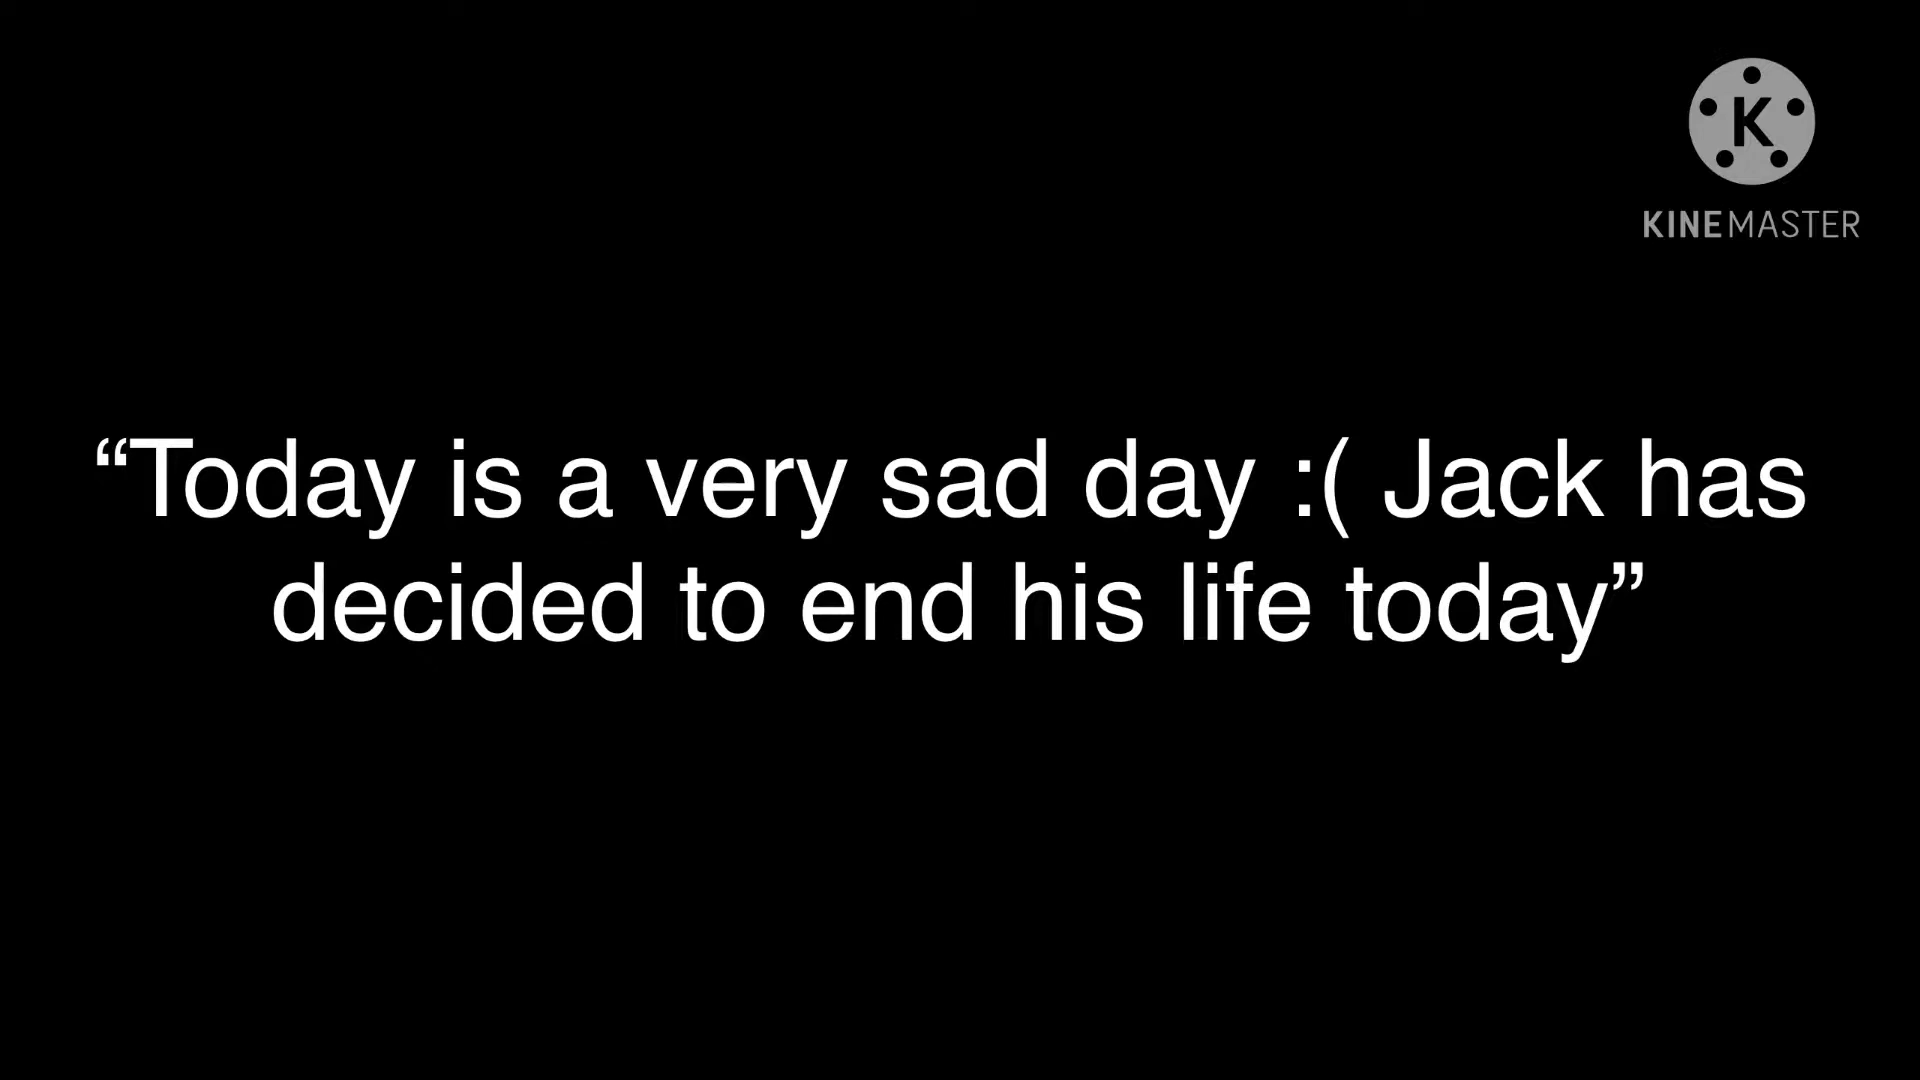 K
KINEMASTER
“Today is a very sad day :( Jack has
decided to end his life today”